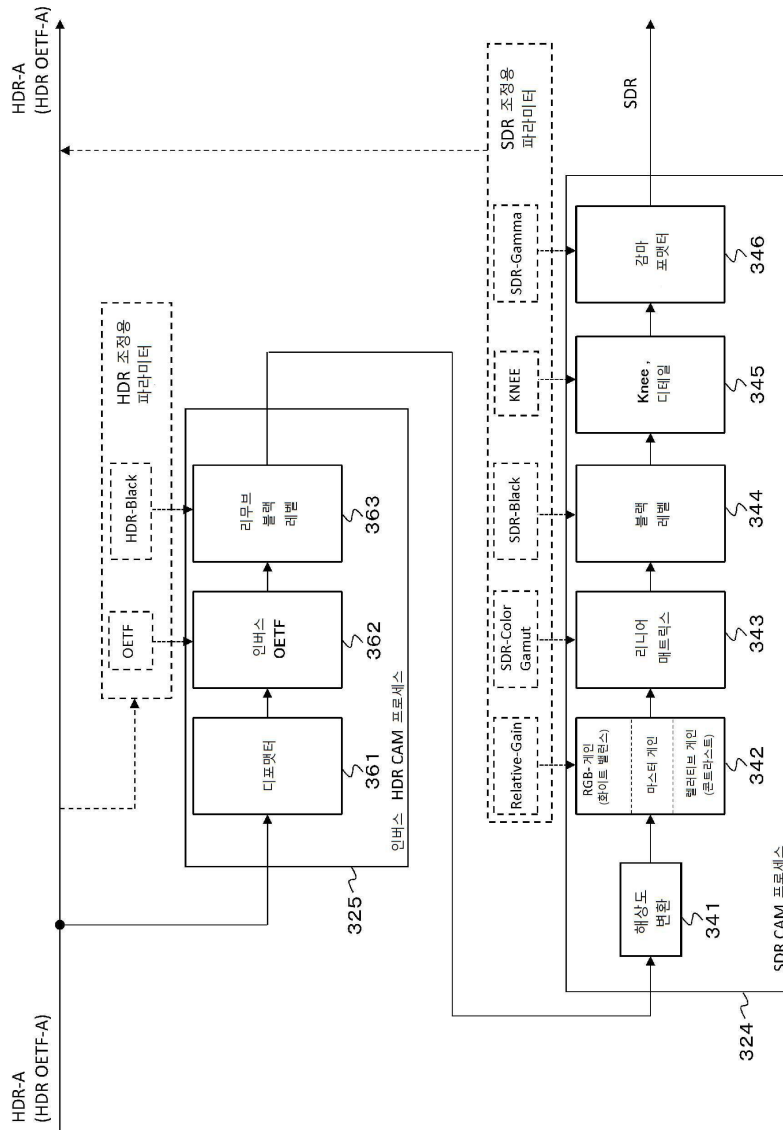 HDR-A
(HDR OETF-A)
HDR-A
(HDR OETF-A)
HDR 조정용
파라미터
OETF
HDR-Black
디포맷터
361
인버스
OETF
362
리무브
블랙
레벨
363
인버스 HDR CAM 프로세스
325
SDR 조정용
파라미터
Relative-Gain
SDR-Color
Gamut
SDR-Black
KNEE
SDR-Gamma
해상도
변환
341
RGB-게인
(화이트 밸런스)
마스터 게인
렐러티브 게인
(콘트라스트)
342
리니어
매트릭스
343
블랙
레벨
344
Knee,
디테일
345
감마
포맷터
346
SDR
SDR CAM 프로세스
324